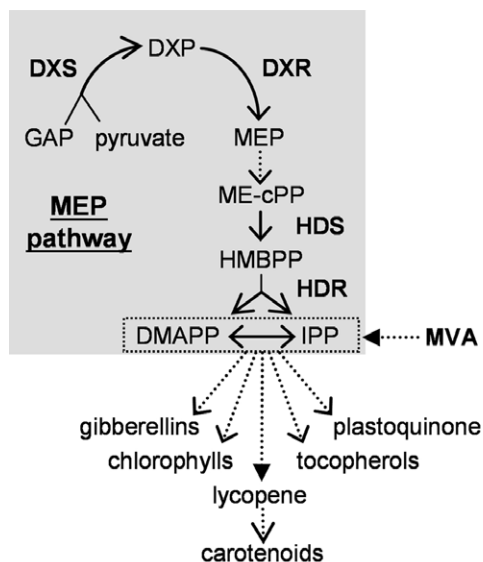 DXP
DXS
DXR
GAP pyruvate
MEP
ME-cPP
MEP
pathway
HDS
HMBPP
HDR
DMAPP IPP
MVA
gibberellins
plastoquinone
chlorophylls
tocopherols
lycopene
carotenoids